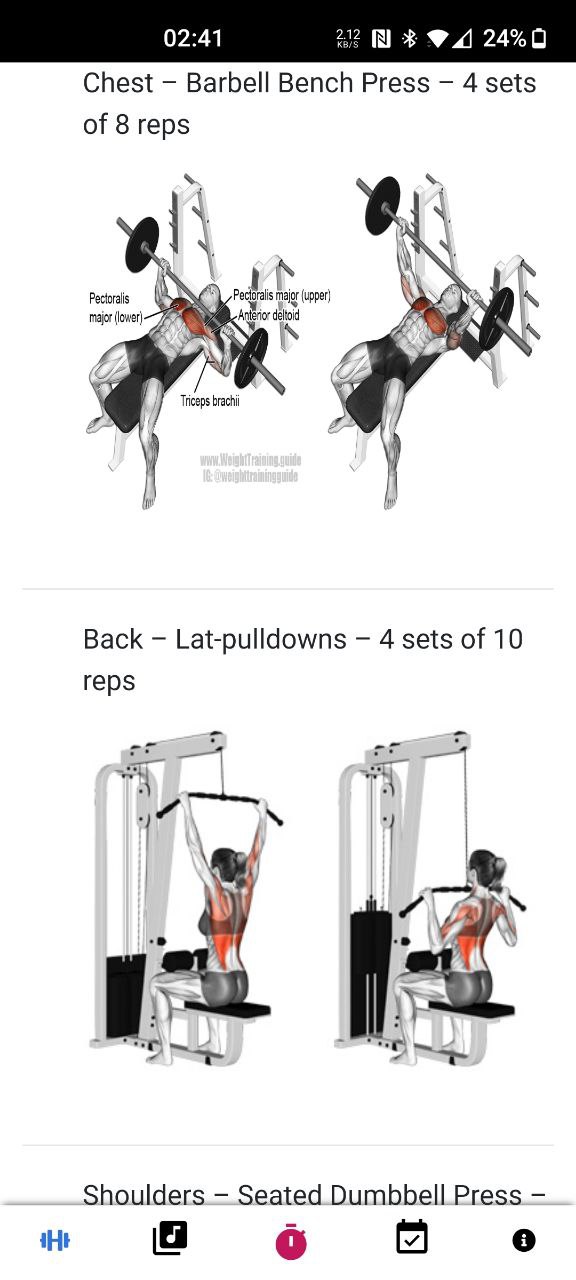 02:41
2.12
KB/S
24%
Chest – Barbell Bench Press – 4 sets
of 8 reps
Pectoralis
major (lower)
Pectoralis major (upper)
Anterior deltoid
Triceps brachii
www.WeightTraining.guide
IG: @weighttrainingguide
Back – Lat-pulldowns – 4 sets of 10
reps
Shoulders – Seated Dumbbell Press –